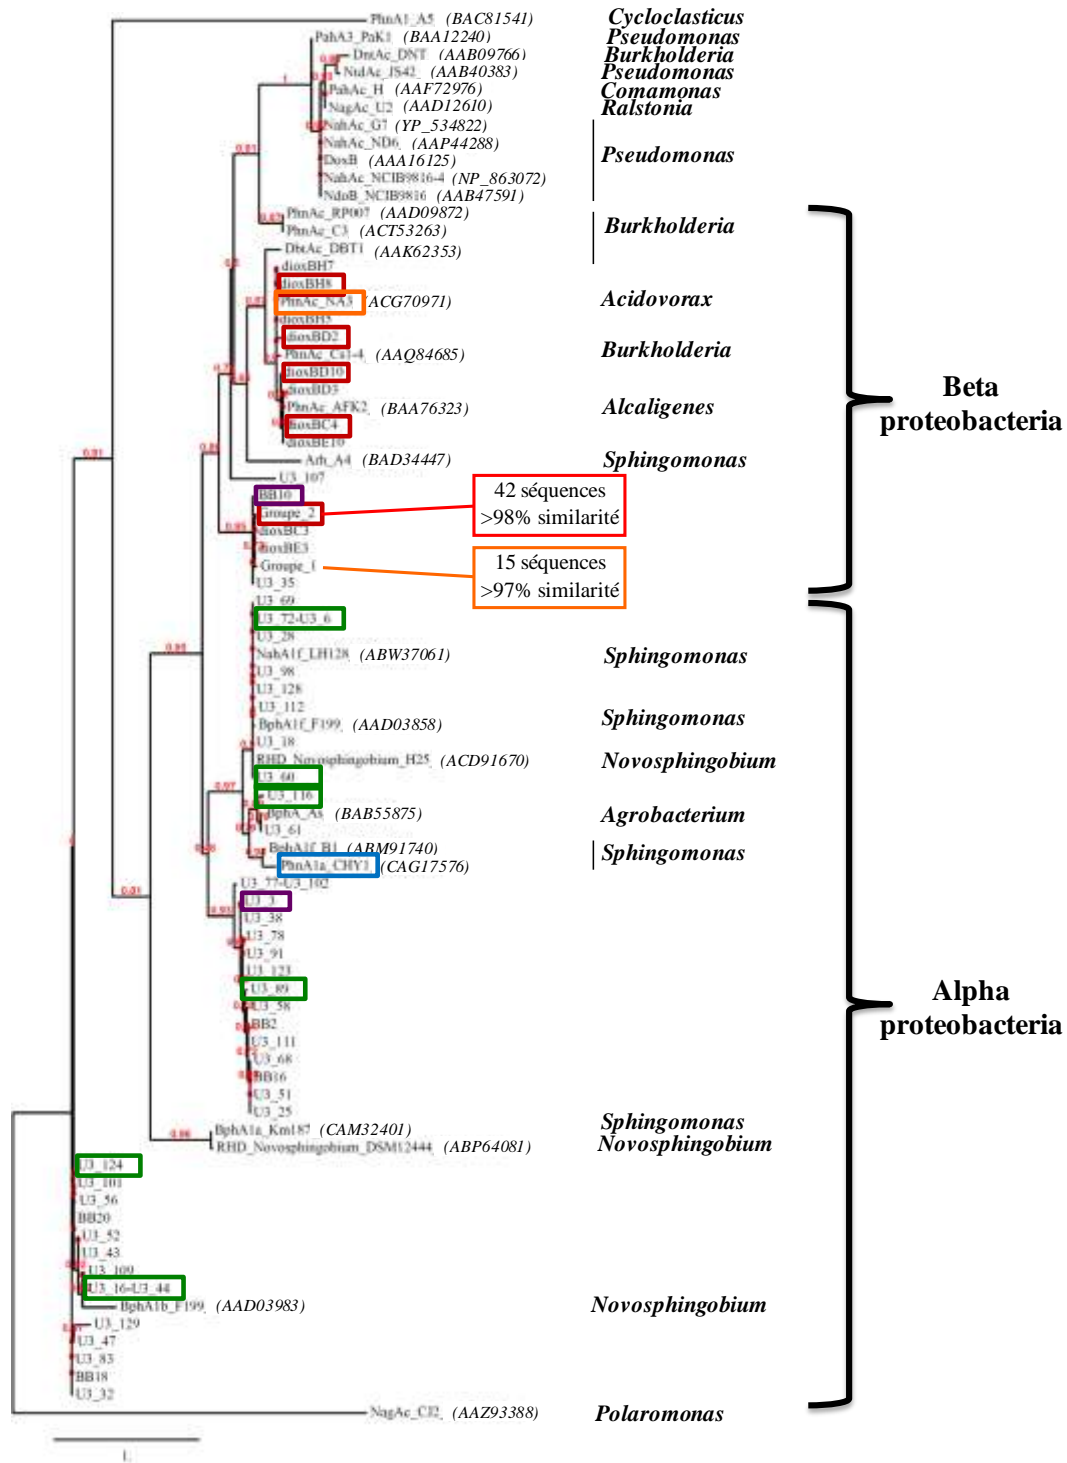 PhnA1_A5 (BAC81541) Cycloclasticus
PahA3_PaK1 (BAA12240) Pseudomonas
DntAc_DNT (AAB09766) Burkholderia
NtdAc_JS42 (AAB40383) Pseudomonas
PahAc_H (AAF72976) Comamonas
NagAc_U2 (AAD12610) Ralstonia
NahAc_G7 (YP_534822)
NahAc_ND6 (AAP44288)
DoxB (AAA16125) Pseudomonas
NahAc_NCIB9816-4 (NP_863072)
NdoB_NCIB9816 (AAB47591)
PhnAc_RP007 (AAD09872)
PhnAc_C3 (ACT53263) Burkholderia
DbtAc_DBT1 (AAK62353)
dioxBH7
dioxBH8
PhnAc_NA3 (ACG70971) Acidovorax
dioxBH5
dioxBD2
PhnAc_Cs1-4 (AAQ84685) Burkholderia
dioxBD10
dioxBD3
PhnAc_AFK2 (BAA76323) Alcaligenes
dioxBC4
dioxBE10
Beta
proteobacteria
Arh_A4 (BAD34447) Sphingomonas
U3_107
BB10
Groupe_2
42 séquences
>98% similarité
dioxBC3
dioxBE3
Groupe_1
15 séquences
>97% similarité
U3_35
U3_69
U3_72-U3_6
U3_28
NahA1f_LH128 (ABW37061) Sphingomonas
U3_98
U3_128
U3_112
BphA1f_F199 (AAD03858) Sphingomonas
U3_18
RHD_Novosphingobium_H25 (ACD91670) Novosphingobium
U3_60
U3_116
BphA_As (BAB55875) Agrobacterium
U3_61
BphA1f_B1 (ABM91740)
PhnA1a_CHY1 (CAG17576) Sphingomonas
U3_77-U3_102
U3_3
U3_38
U3_78
U3_91
U3_123
U3_89
U3_58
BB2
U3_111
U3_68
BB16
U3_51
U3_25
Alpha
proteobacteria
BphA1a_Km187 (CAM32401) Sphingomonas
RHD_Novosphingobium_DSM12444 (ABP64081) Novosphingobium
U3_124
U3_101
U3_56
BB20
U3_52
U3_43
U3_109
U3_16-U3_44
BphA1b_F199 (AAD03983) Novosphingobium
U3_129
U3_47
U3_83
BB18
U3_32
NagAc_CJ2 (AAZ93388) Polaromonas